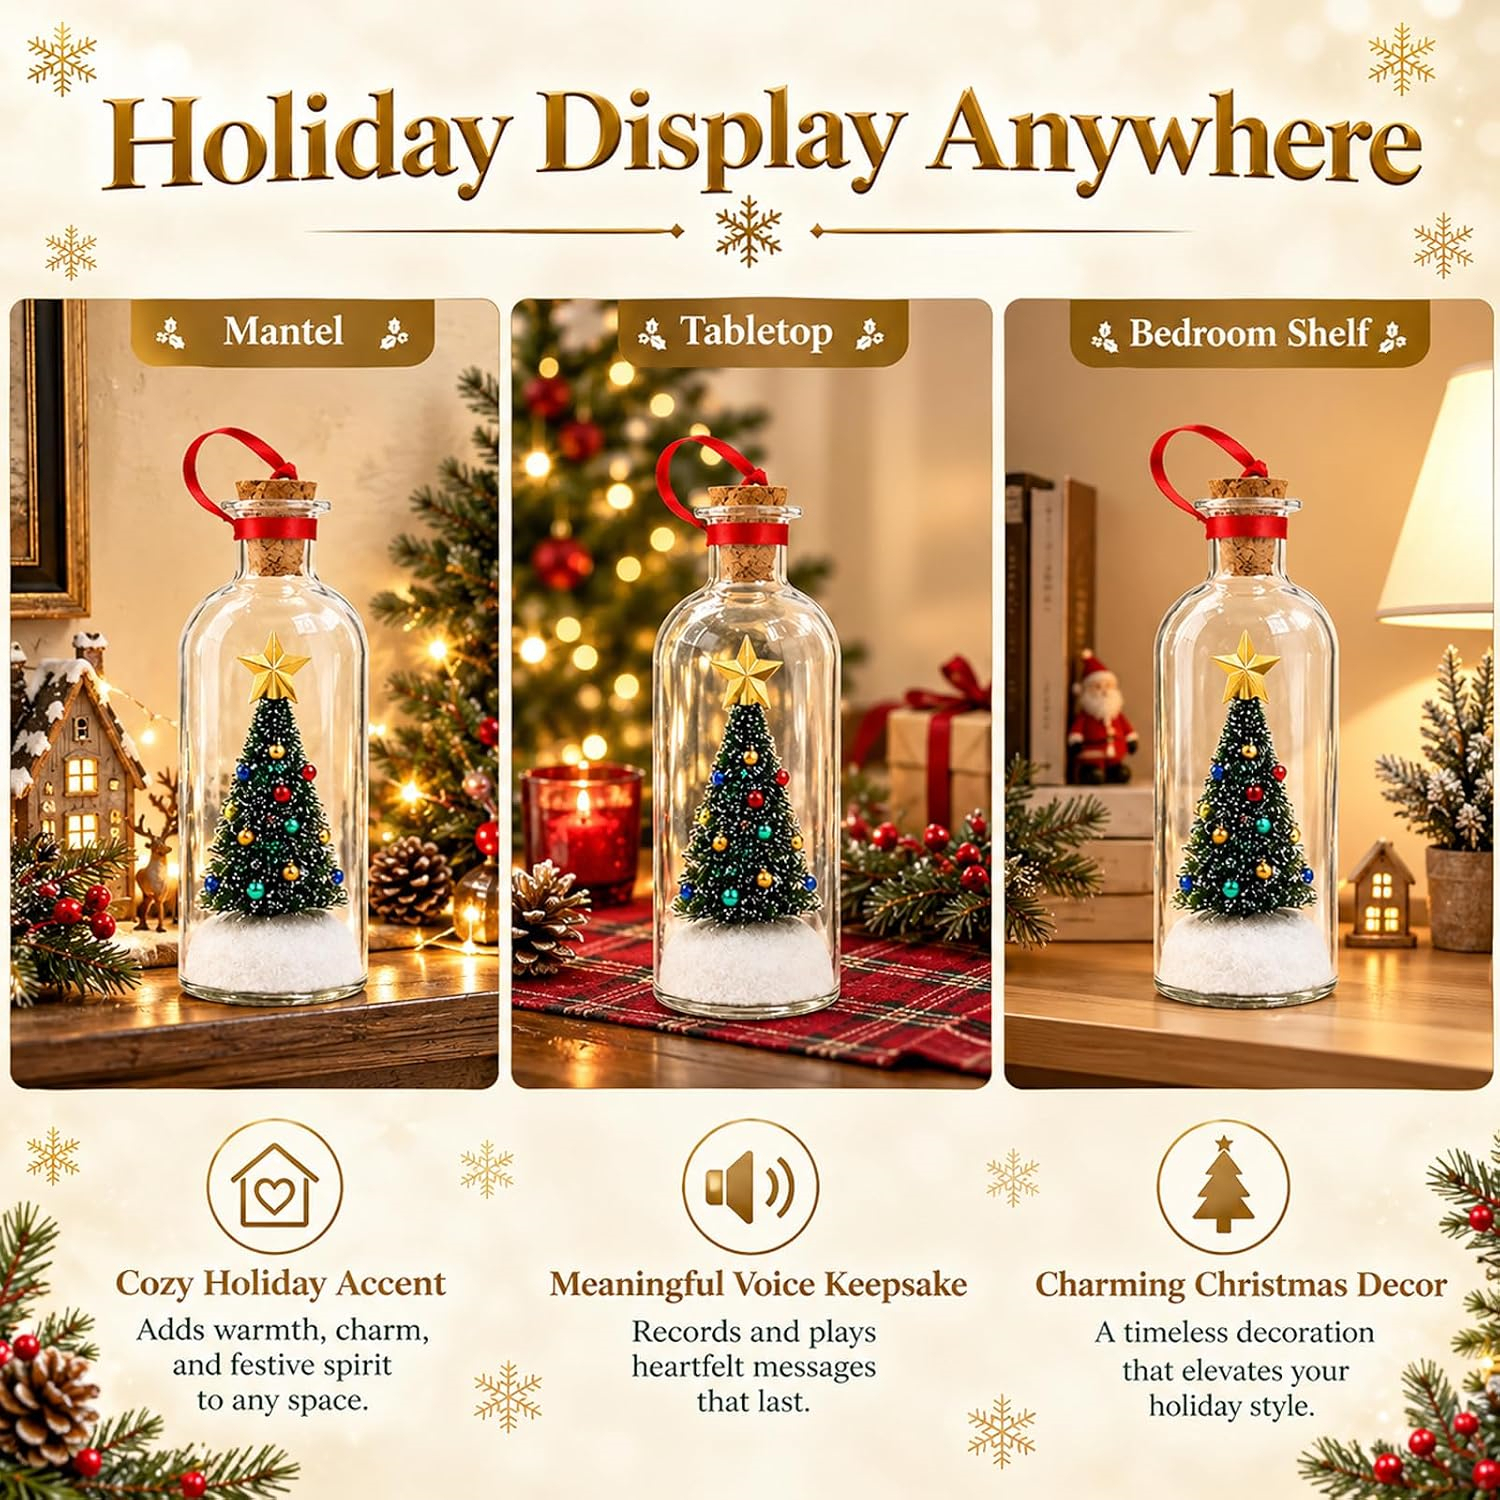 Holiday Display Anywhere
Mantel
Tabletop
Bedroom Shelf
Cozy Holiday Accent
Adds warmth, charm,
and festive spirit
to any space.
Meaningful Voice Keepsake
Records and plays
heartfelt messages
that last.
Charming Christmas Decor
A timeless decoration
that elevates your
holiday style.